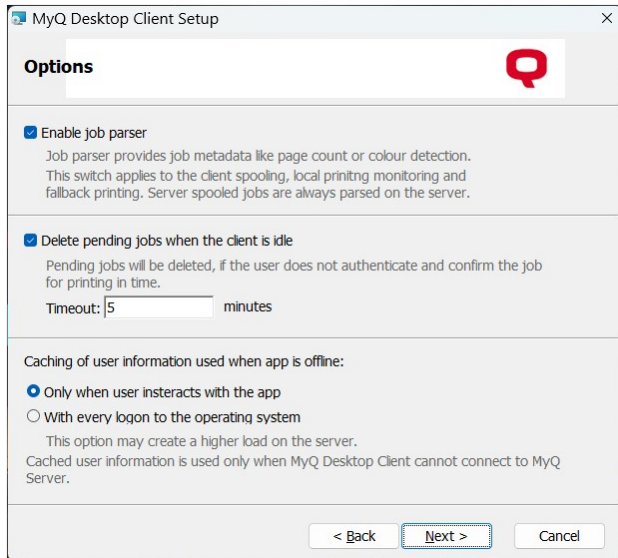 MyQ Desktop Client Setup
Options
Enable job parser
Job parser provides job metadata like page count or colour detection.
This switch applies to the client spooling, local prinitng monitoring and
fallback printing. Server spooled jobs are always parsed on the server.
Delete pending jobs when the client is idle
Pending jobs will be deleted, if the user does not authenticate and confirm the job
for printing in time.
Timeout: 5 minutes
Caching of user information used when app is offline:
Only when user insteracts with the app
With every logon to the operating system
This option may create a higher load on the server.
Cached user information is used only when MyQ Desktop Client cannot connect to MyQ
Server.
< Back Next > Cancel